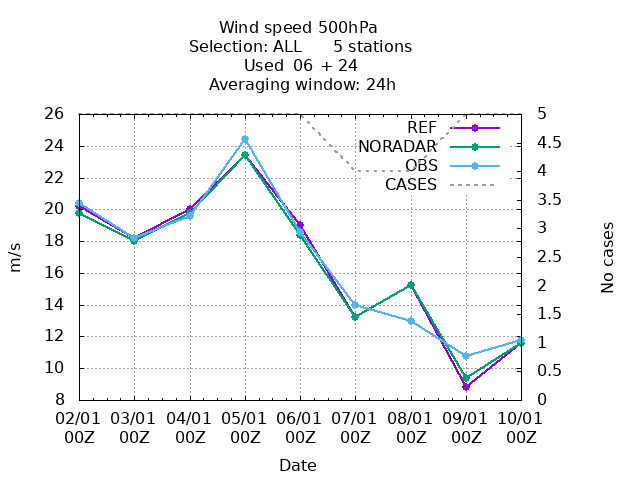 Wind speed 500hPa
Selection: ALL 5 stations
Used 06 + 24
Averaging window: 24h
26
24
22
20
18
16
14
12
10
8
m/s
5
4.5
4
3.5
3
2.5
2
1.5
1
0.5
0
No cases
REF
NORADAR
OBS
CASES
02/01 03/01 04/01 05/01 06/01 07/01 08/01 09/01 10/01
00Z 00Z 00Z 00Z 00Z 00Z 00Z 00Z 00Z
Date